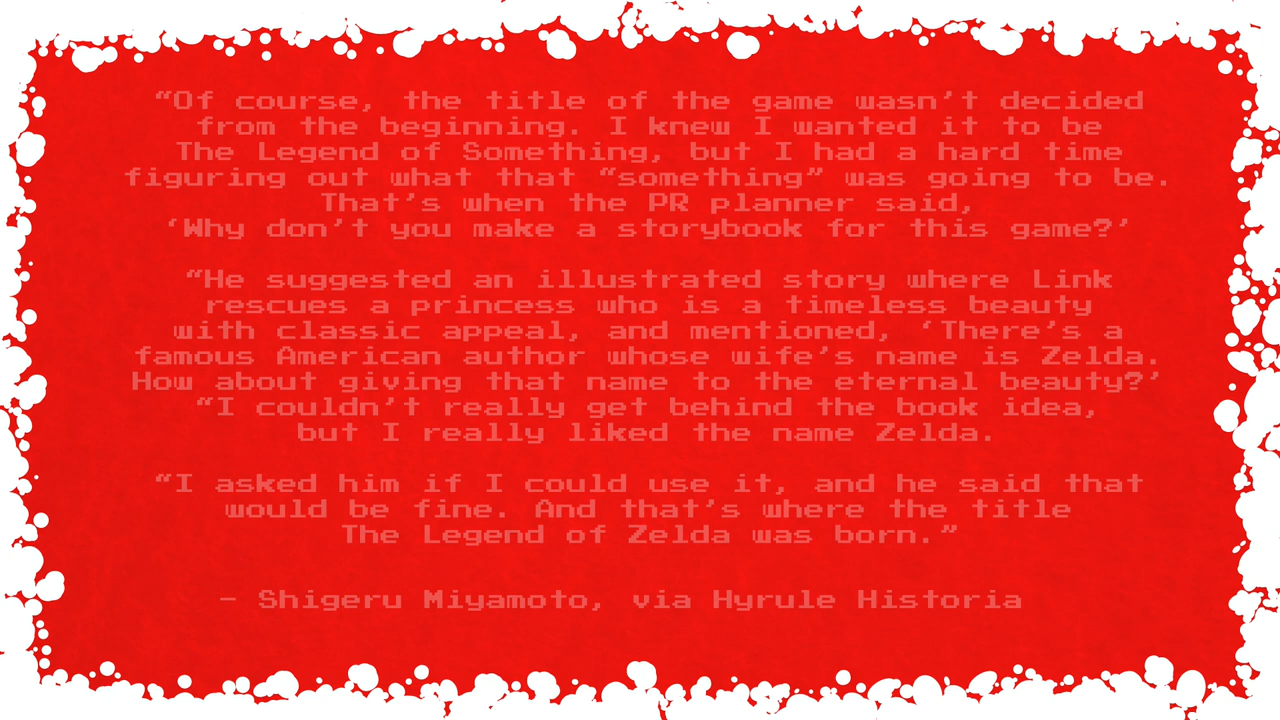 “Of course, the title of the game wasn’t decided
from the beginning. I knew I wanted it to be
The Legend of Something, but I had a hard time
figuring out what that “something” was going to be.
That’s when the PR planner said,
‘Why don’t you make a storybook for this game?’
“He suggested an illustrated story where Link
rescues a princess who is a timeless beauty
with classic appeal, and mentioned, ‘There’s a
famous American author whose wife’s name is Zelda.
How about giving that name to the eternal beauty?’
“I couldn’t really get behind the book idea,
but I really liked the name Zelda.
“I asked him if I could use it, and he said that
would be fine. And that’s where the title
The Legend of Zelda was born.”
- Shigeru Miyamoto, via Hyrule Historia